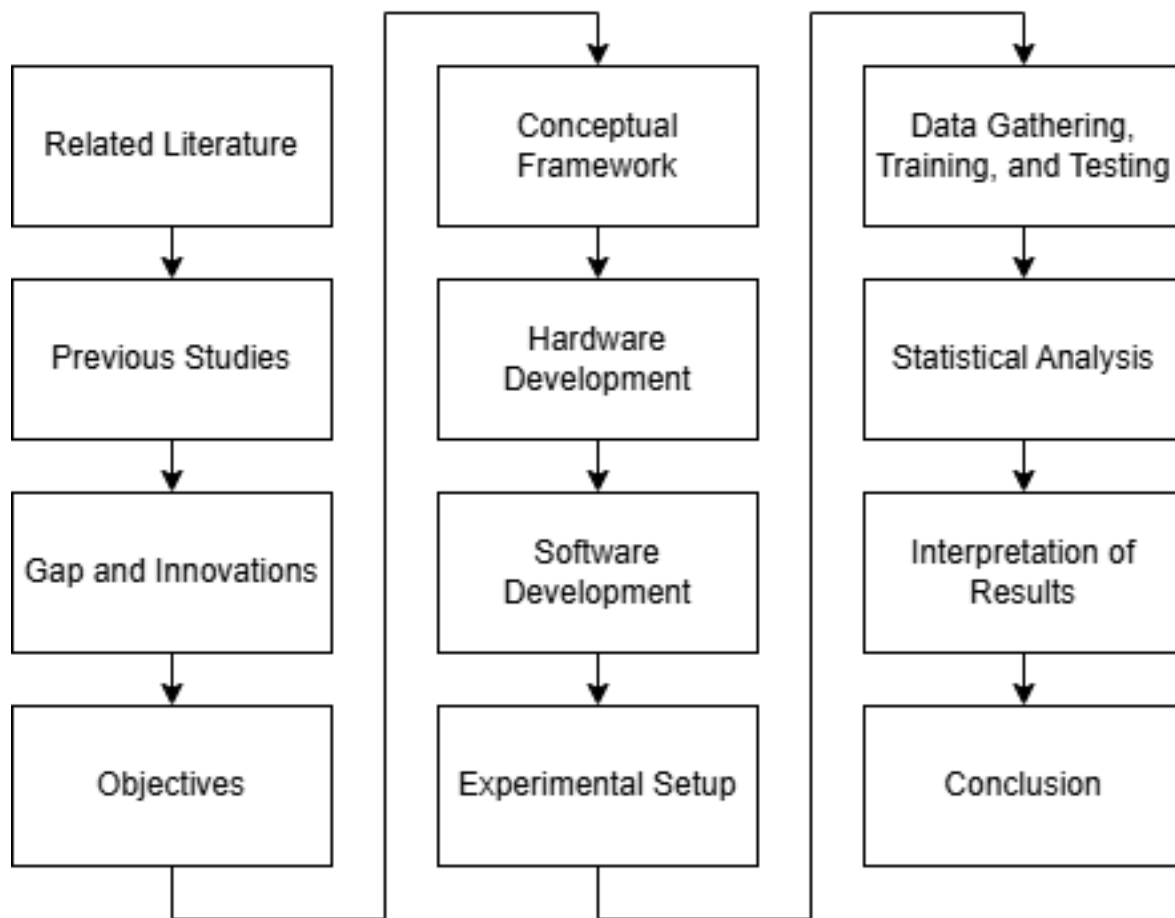 Related Literature
Previous Studies
Gap and Innovations
Objectives
Conceptual
Framework
Hardware
Development
Software
Development
Experimental Setup
Data Gathering,
Training, and Testing
Statistical Analysis
Interpretation of
Results
Conclusion